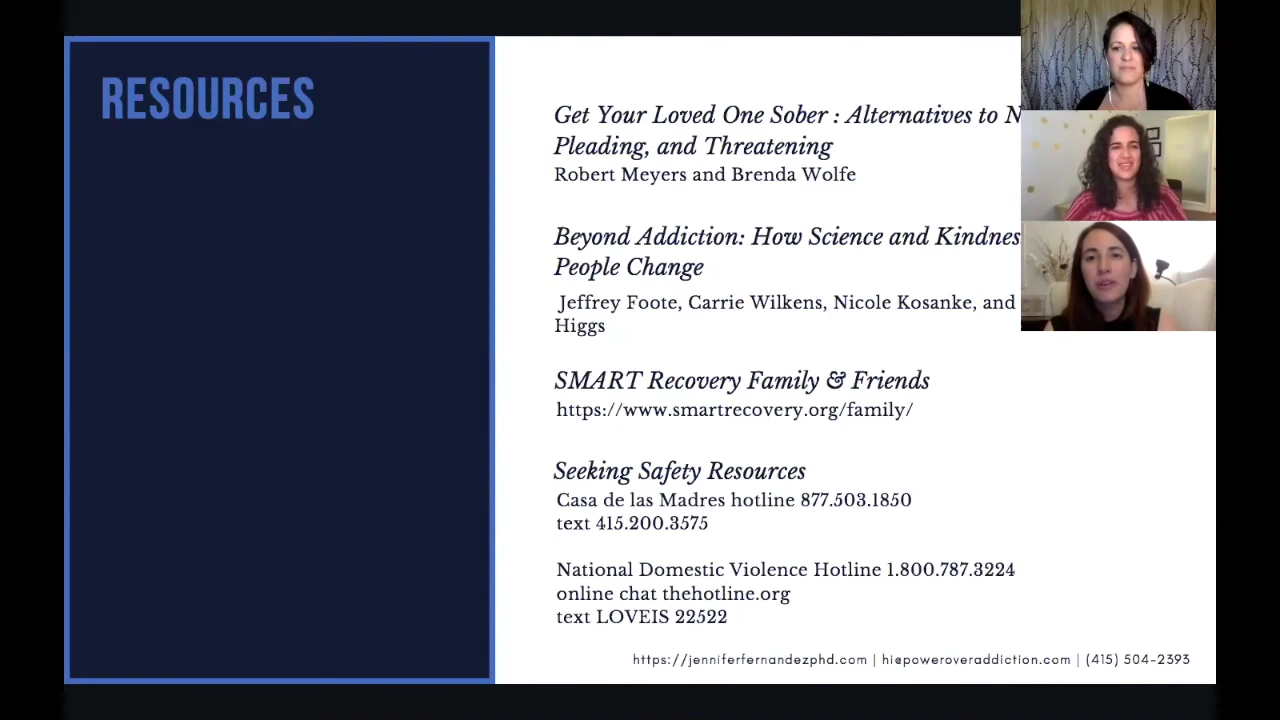 RESOURCES
Get Your Loved One Sober : Alternatives to
Pleading, and Threatening
Robert Meyers and Brenda Wolfe
Beyond Addiction: How Science and
People Change
Jeffrey Foote, Carrie Wilkens, Nicole Kosanke, and
Higgs
SMART Recovery Family & Friends
https://www.smartrecovery.org/family/
Seeking Safety Resources
Casa de las Madres hotline 877.503.1850
text 415.200.3575
National Domestic Violence Hotline 1.800.787.3224
online chat thehotline.org
text LOVEIS 22522
https://jenniferfernandezphd.com | hi@poweroveraddiction.com | (415) 504-2393